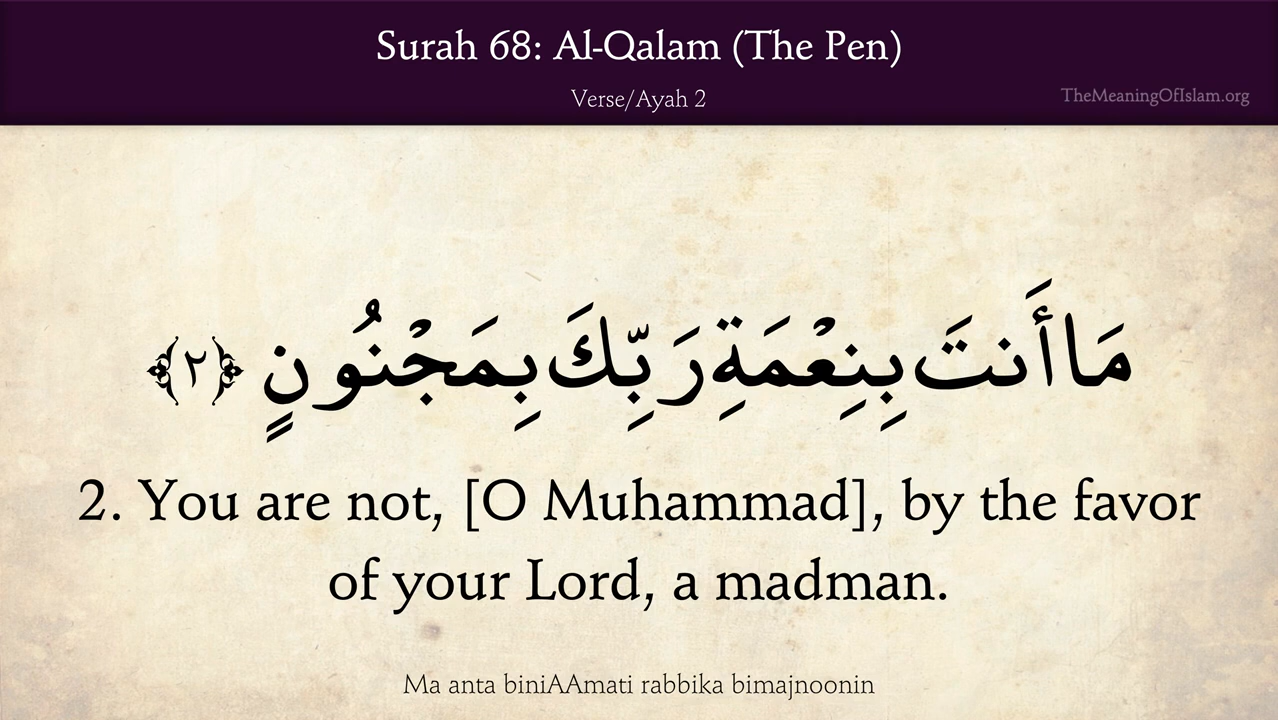 Surah 68: Al-Qalam (The Pen)
Verse/Ayah 2
TheMeaningOfIslam.org
مَا أَنتَ بِنِعْمَةِ رَبِّكَ بِمَجْنُونٍ ﴿٢﴾
2. You are not, [O Muhammad], by the favor
of your Lord, a madman.
Ma anta biniAAmati rabbika bimajnoonin